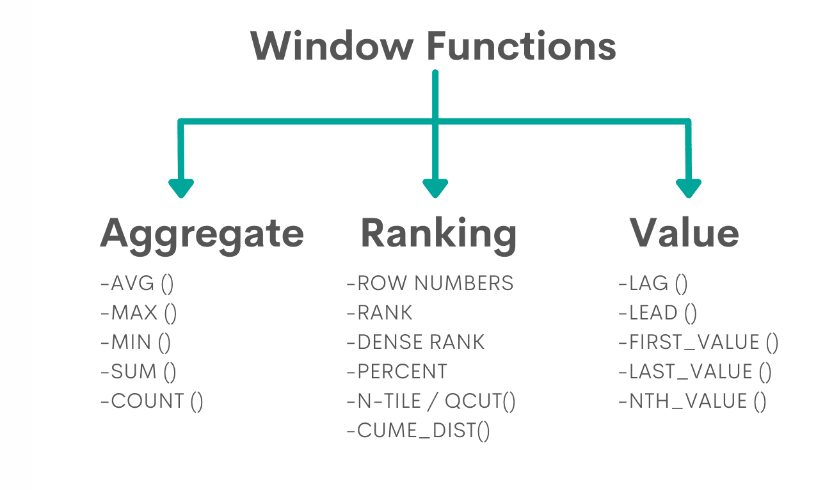 Window Functions
Aggregate
-AVG ()
-MAX ()
-MIN ()
-SUM ()
-COUNT ()
Ranking
-ROW NUMBERS
-RANK
-DENSE RANK
-PERCENT
-N-TILE / QCUT()
-CUME_DIST()
Value
-LAG ()
-LEAD ()
-FIRST_VALUE ()
-LAST_VALUE ()
-NTH_VALUE ()